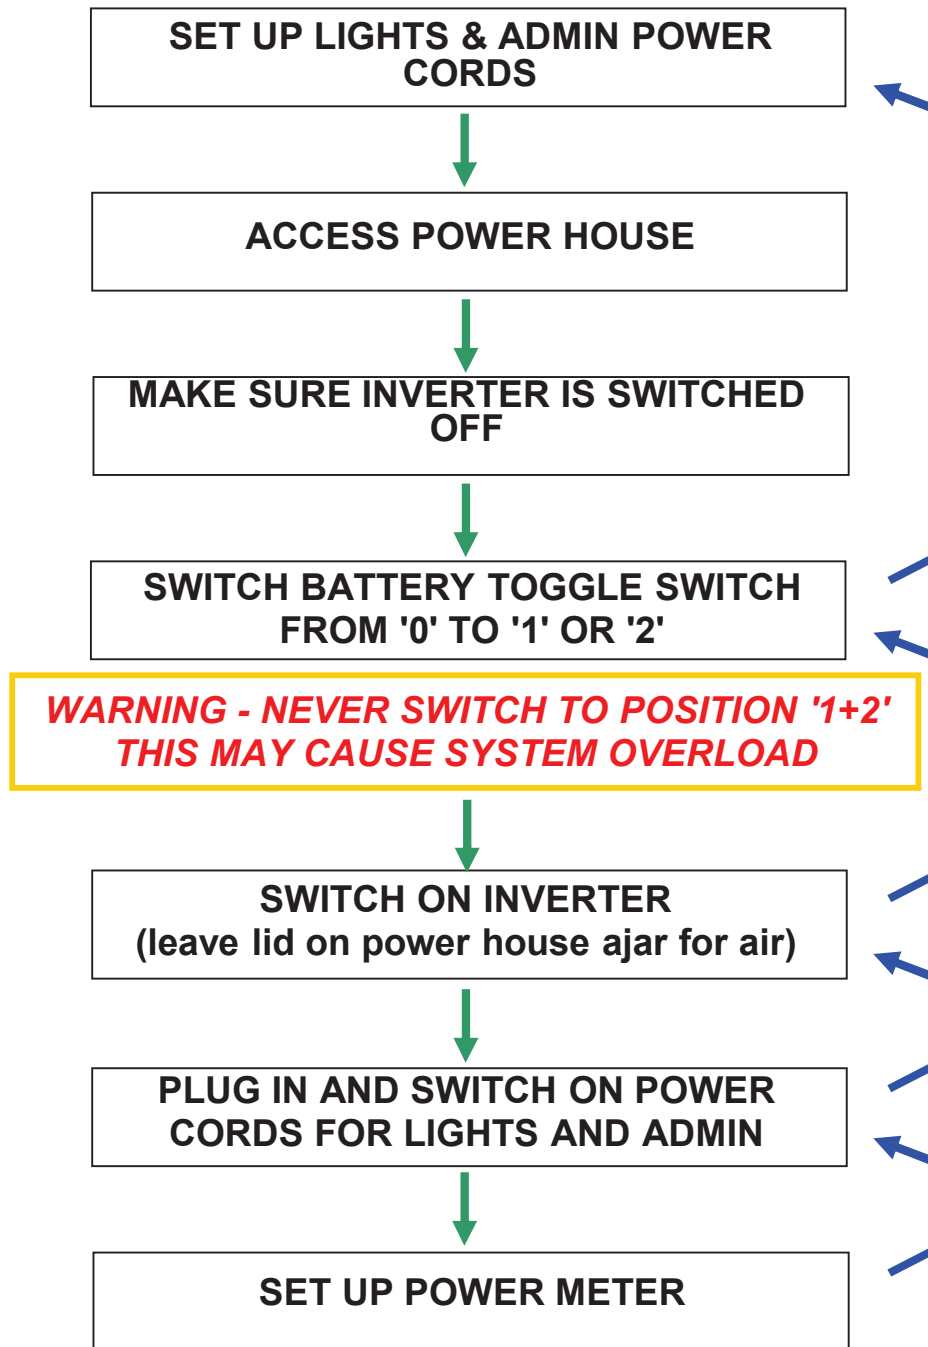 SET UP LIGHTS & ADMIN POWER
CORDS
ACCESS POWER HOUSE
MAKE SURE INVERTER IS SWITCHED
OFF
SWITCH BATTERY TOGGLE SWITCH
FROM '0' TO '1' OR '2'
WARNING - NEVER SWITCH TO POSITION '1+2'
THIS MAY CAUSE SYSTEM OVERLOAD
SWITCH ON INVERTER
(leave lid on power house ajar for air)
PLUG IN AND SWITCH ON POWER
CORDS FOR LIGHTS AND ADMIN
SET UP POWER METER